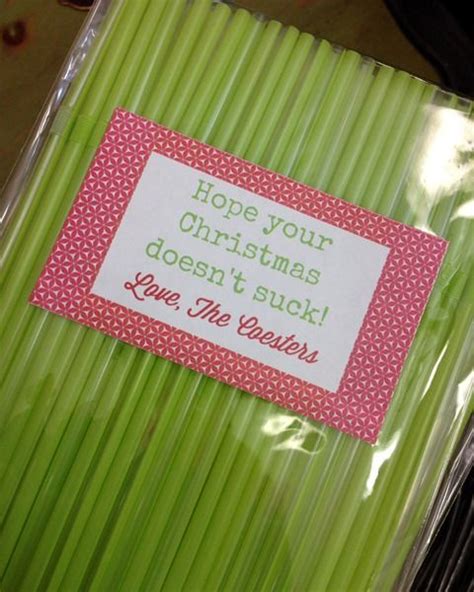 Hope your
Christmas
doesn't suck!
Love, The Coesters